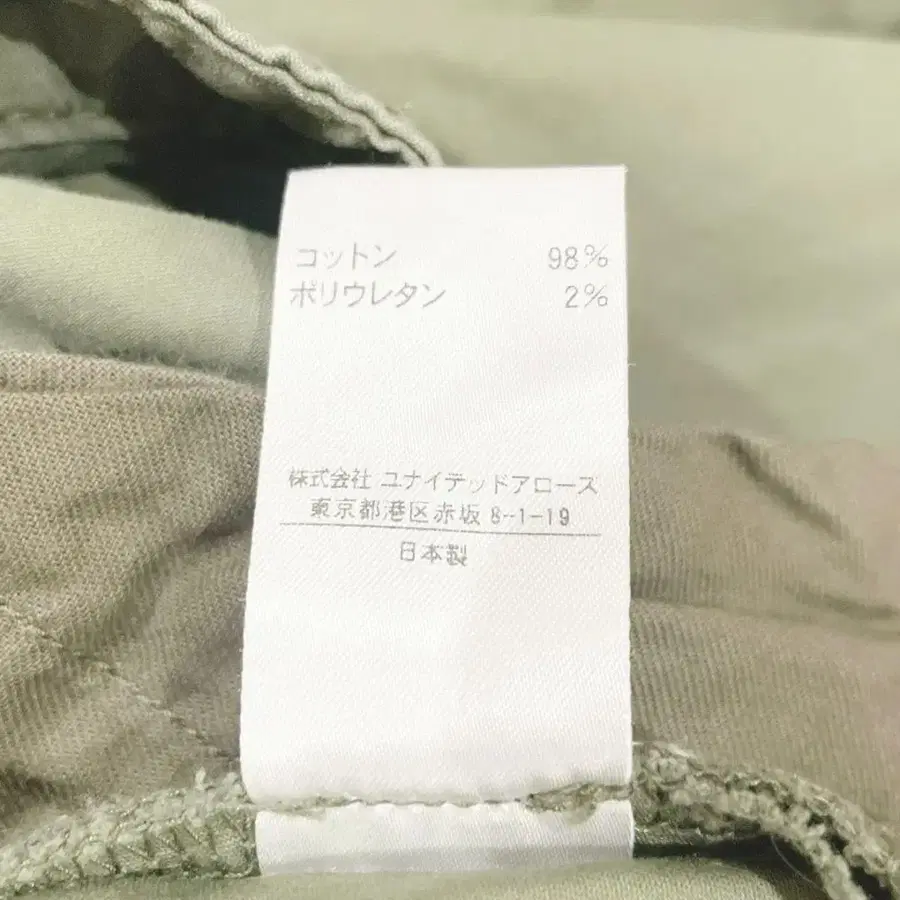 コットン 98%
ポリウレタン 2%
株式会社 ユナイテッドアローズ
東京都港区赤坂 8-1-19
日本製